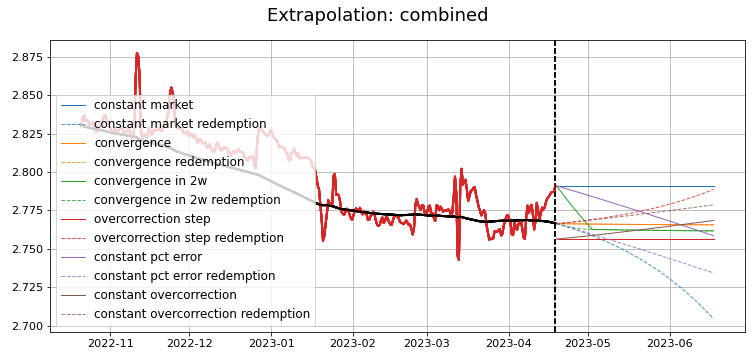 Extrapolation: combined
2.875
2.850
2.825
2.800
2.775
2.750
2.725
2.700
constant market
constant market redemption
convergence
convergence redemption
convergence in 2w
convergence in 2w redemption
overcorrection step
overcorrection step redemption
constant pct error
constant pct error redemption
constant overcorrection
constant overcorrection redemption
2022-11 2022-12 2023-01 2023-02 2023-03 2023-04 2023-05 2023-06